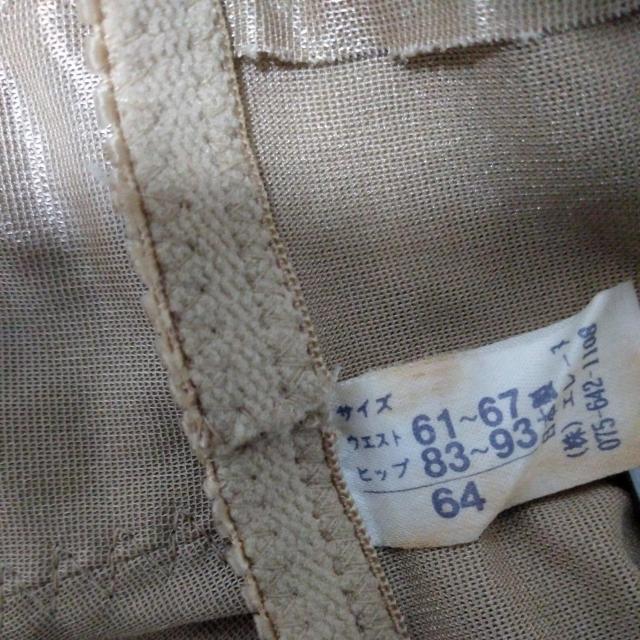 サイズ
ウエスト 61~67
ヒップ 83~93
64
日本製
(株) エレース
075-642-1108